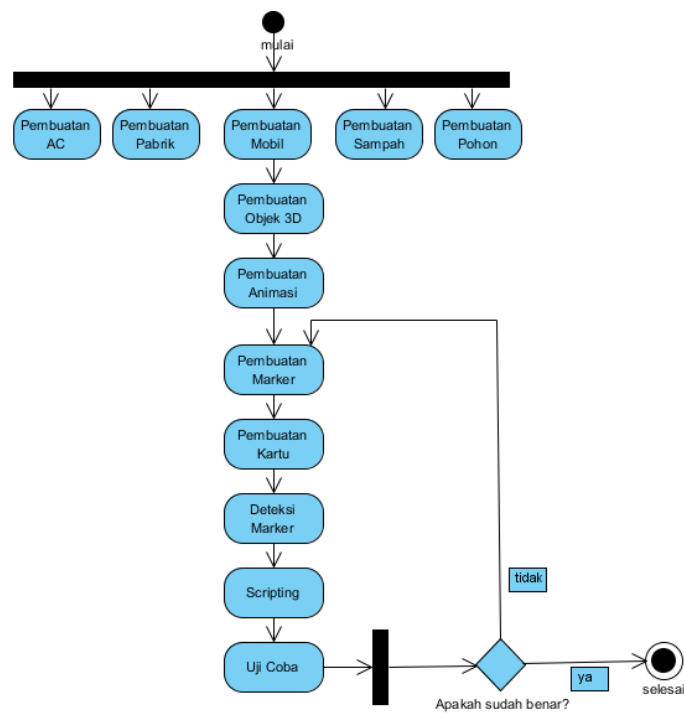 mulai
Pembuatan
AC
Pembuatan
Pabrik
Pembuatan
Mobil
Pembuatan
Sampah
Pembuatan
Pohon
Pembuatan
Objek 3D
Pembuatan
Animasi
Pembuatan
Marker
Pembuatan
Kartu
Deteksi
Marker
Scripting
tidak
Uji Coba
ya
selesai
Apakah sudah benar?